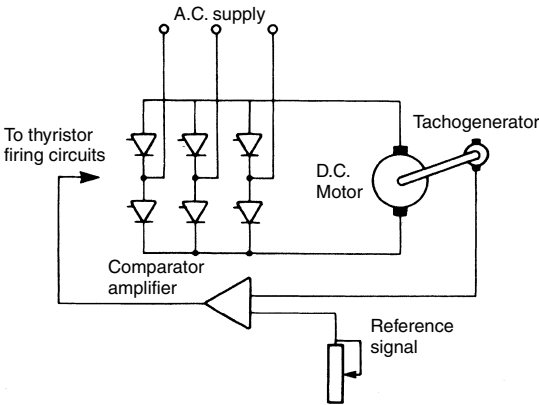 A.C. supply
Tachogenerator
To thyristor
firing circuits
D.C.
Motor
Comparator
amplifier
Reference
signal